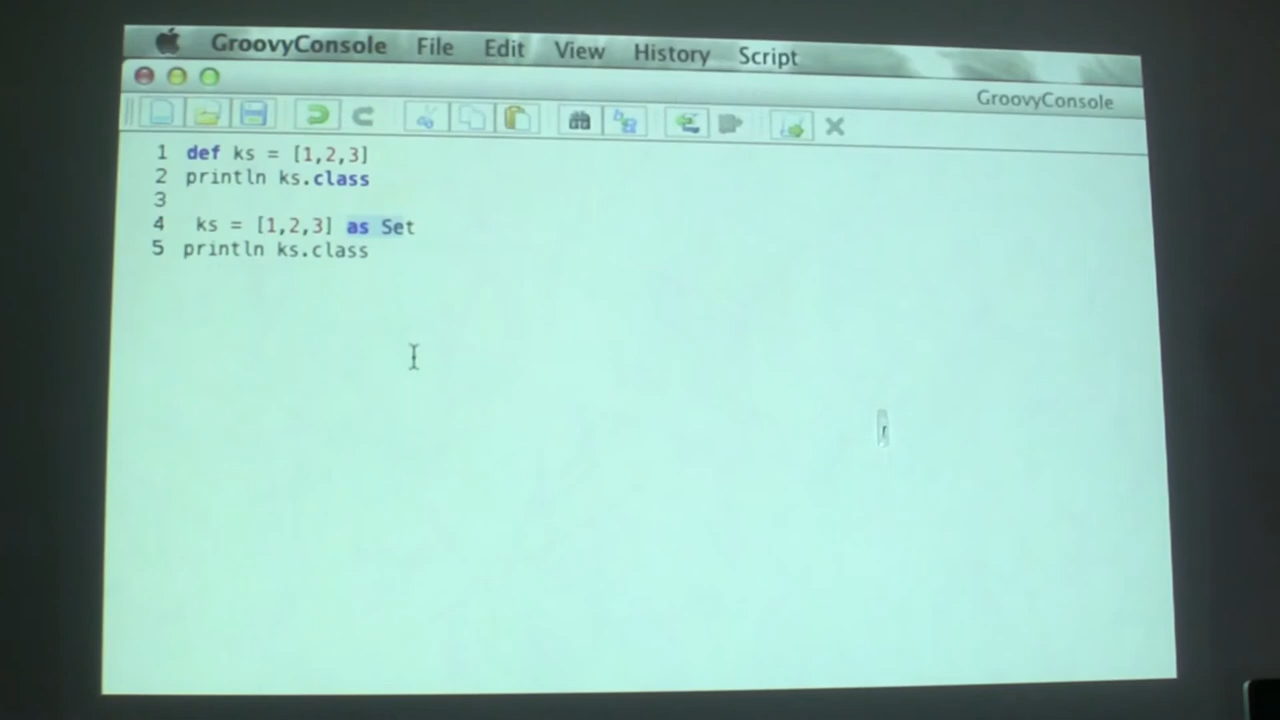 GroovyConsole File Edit View History Script
GroovyConsole
1 def ks = [1,2,3]
2 println ks.class
3
4 ks = [1,2,3] as Set
5 println ks.class